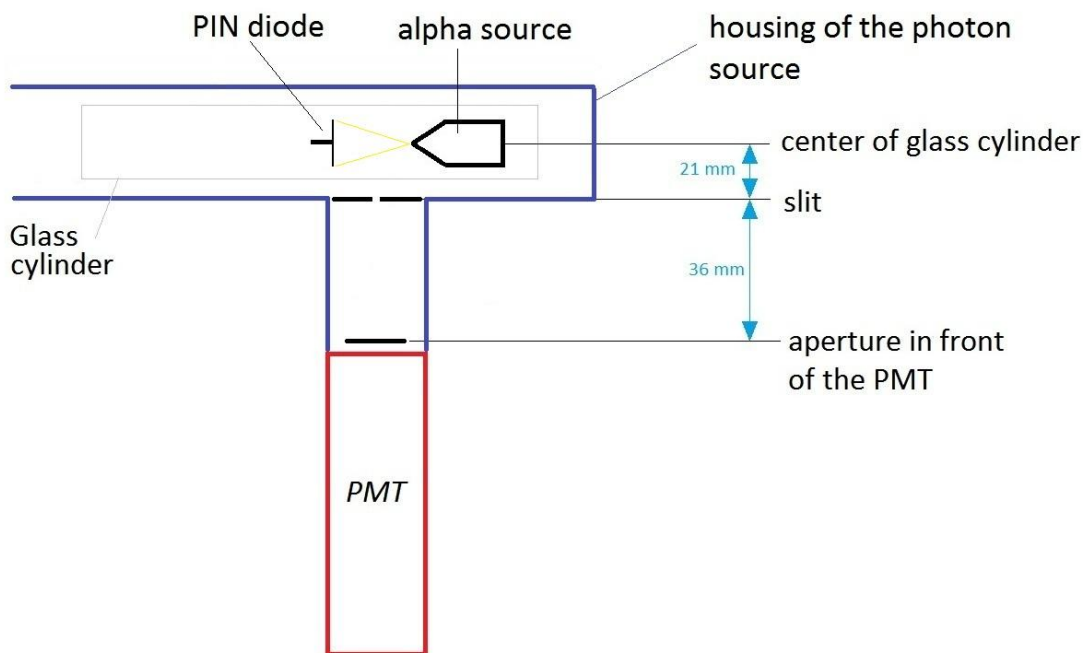 PIN diode
alpha source
housing of the photon
source
center of glass cylinder
21 mm
slit
Glass
cylinder
36 mm
aperture in front
of the PMT
PMT